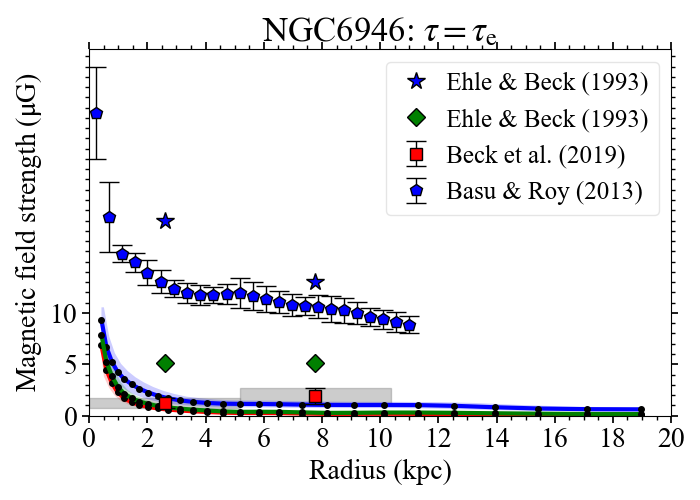 NGC6946: τ = τe
Magnetic field strength (μG)
Ehle & Beck (1993)
Ehle & Beck (1993)
Beck et al. (2019)
Basu & Roy (2013)
10
5
0
0 2 4 6 8 10 12 14 16 18 20
Radius (kpc)